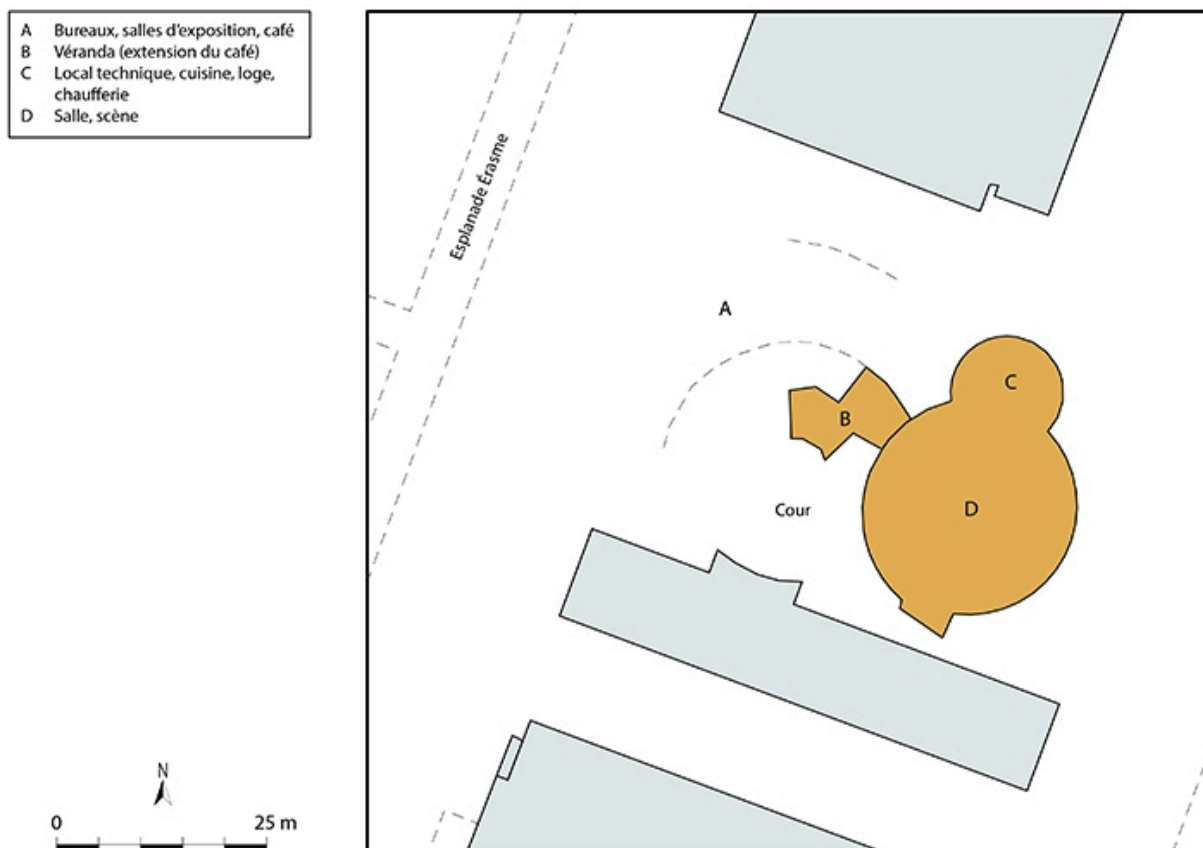 A Bureaux, salles d'exposition, café
B Véranda (extension du café)
C Local technique, cuisine, loge,
chaufferie
D Salle, scène
Esplanade Érasme
A
C
B
D
Cour
N
0 25 m